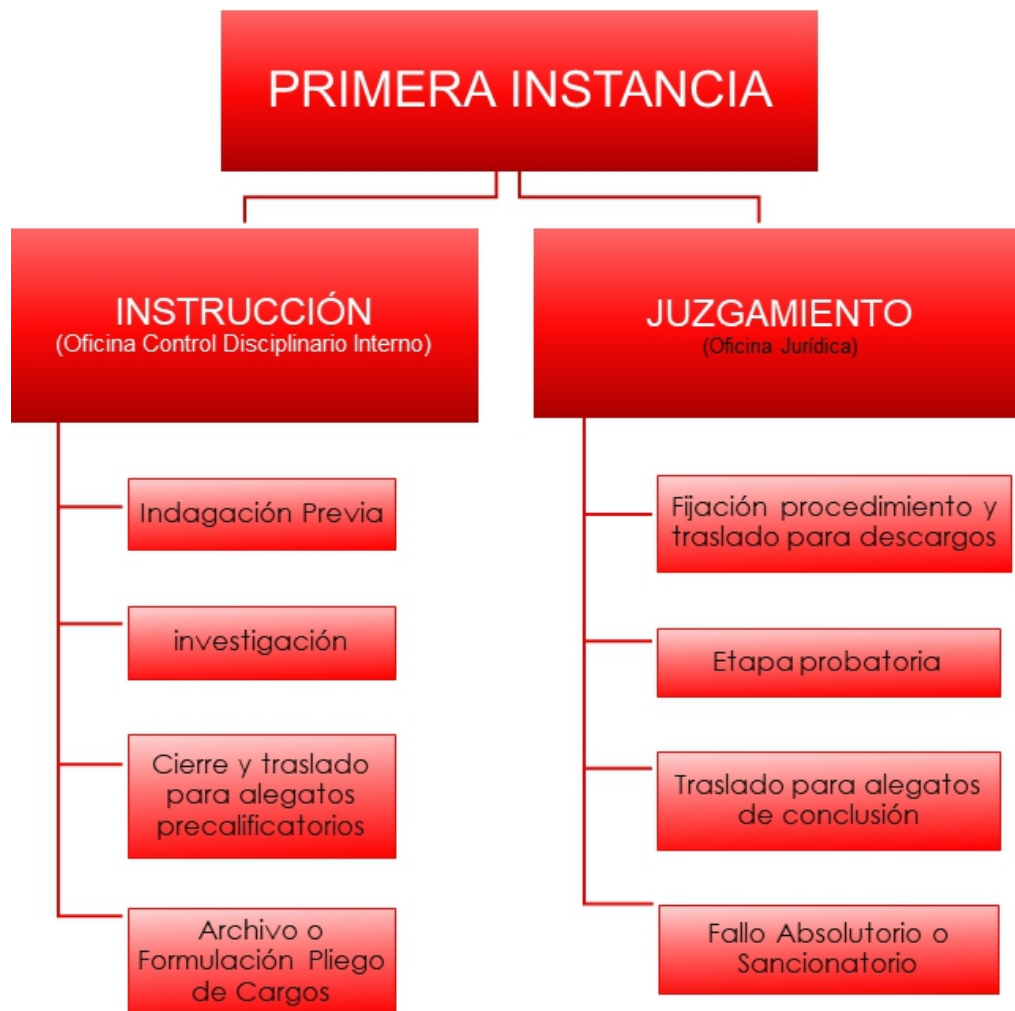 PRIMERA INSTANCIA
INSTRUCCIÓN
(Oficina Control Disciplinario Interno)
Indagación Previa
investigación
Cierre y traslado
para alegatos
precalificatorios
Archivo o
Formulación Pliego
de Cargos
JUZGAMIENTO
(Oficina Jurídica)
Fijación procedimiento y
traslado para descargos
Etapa probatoria
Traslado para alegatos
de conclusión
Fallo Absolutorio o
Sancionatorio